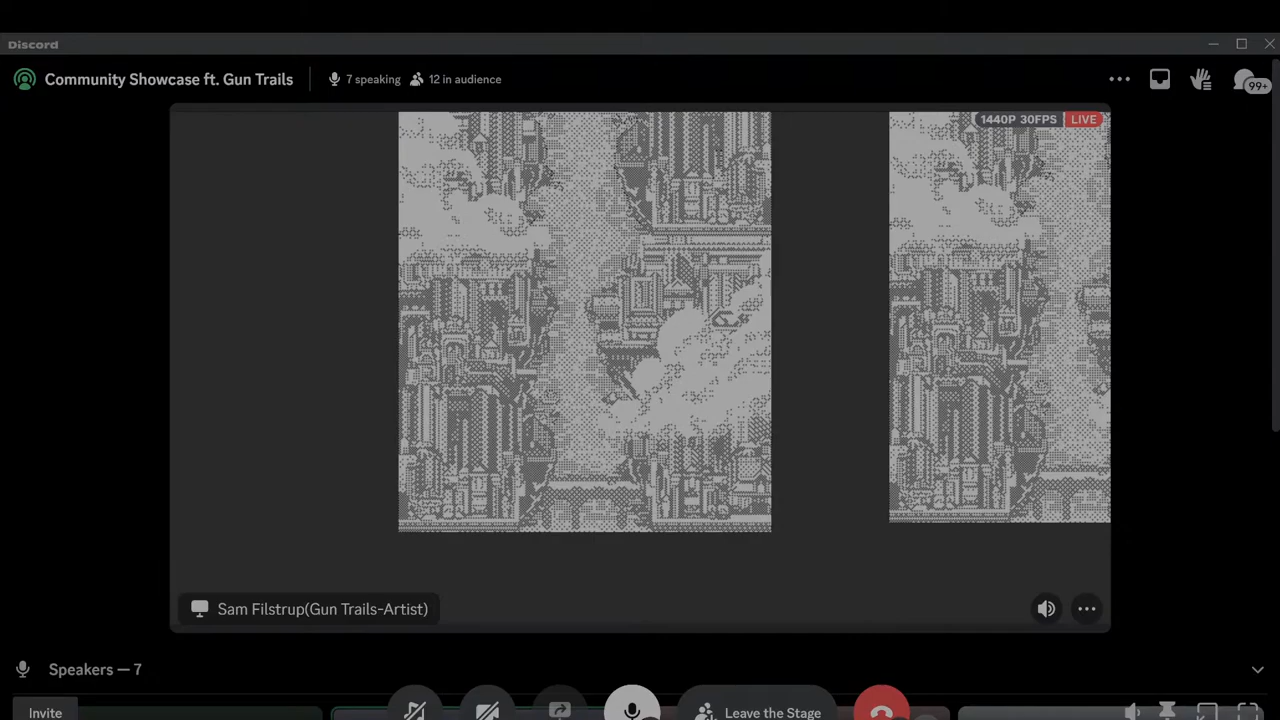 Discord
Community Showcase ft. Gun Trails
7 speaking
12 in audience
99+
1440P 30FPS
LIVE
Sam Filstrup(Gun Trails-Artist)
Speakers — 7
Invite
Leave the Stage